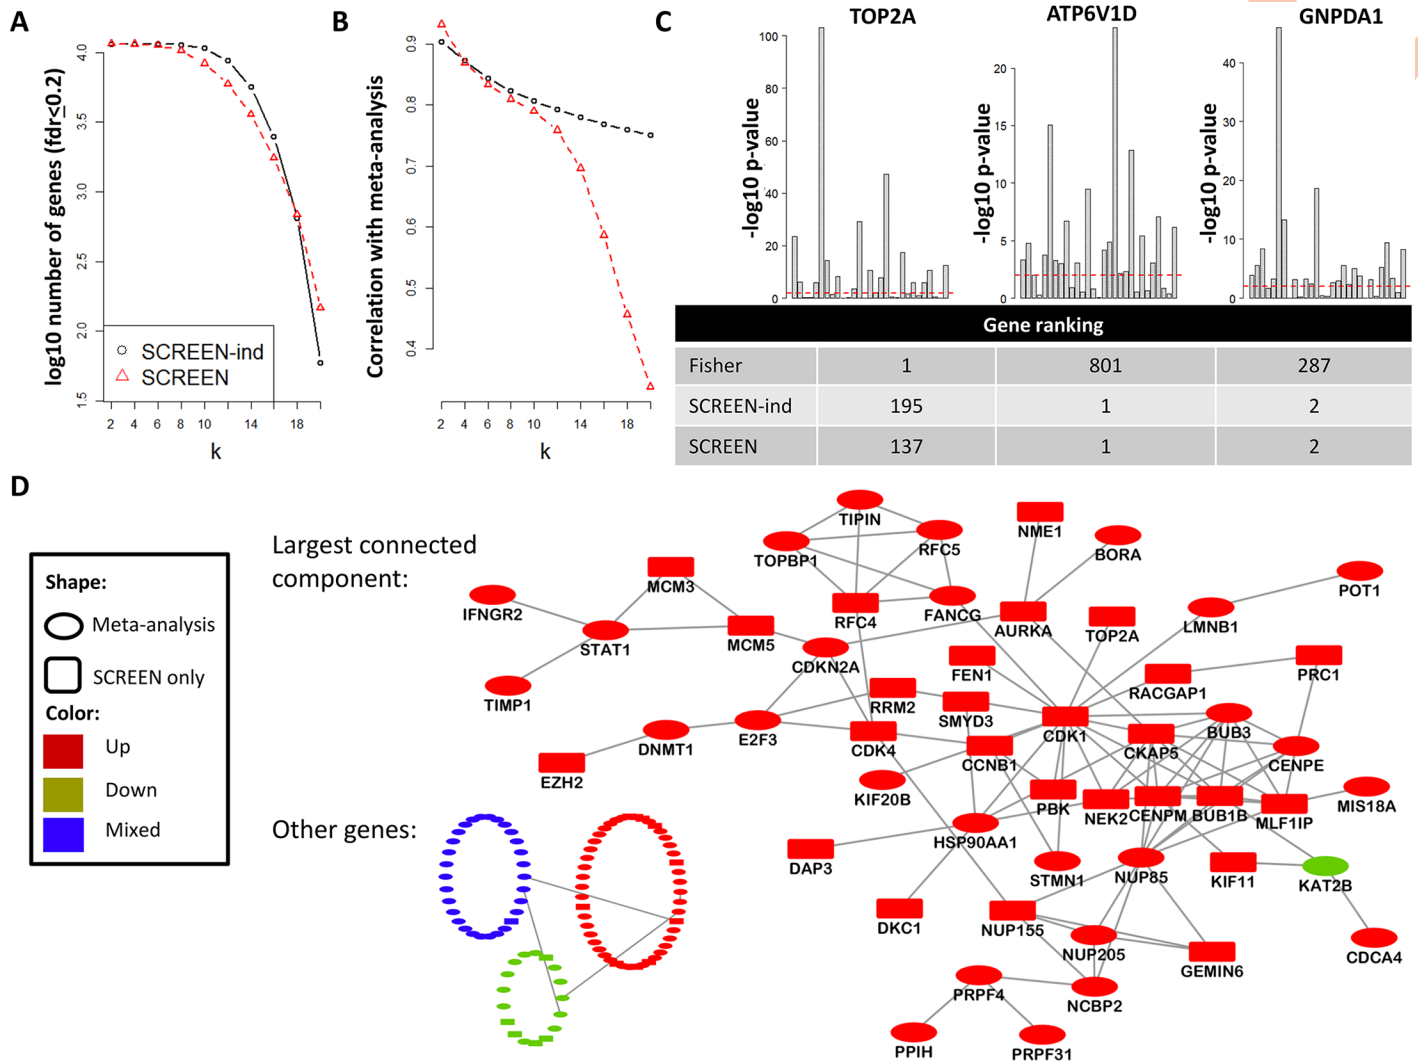 A
log10 number of genes (fdr≤0.2)
4.0
3.5
3.0
2.5
2.0
1.5
SCREEN-ind
SCREEN
2 4 6 8 10 14 18
k
B
Correlation with meta-analysis
0.9
0.8
0.7
0.6
0.5
0.4
2 4 6 8 10 14 18
k
C
TOP2A
ATP6V1D
GNPDA1
-log10 p-value
100
80
60
40
20
0
-log10 p-value
20
15
10
5
0
-log10 p-value
40
30
20
10
0
Gene ranking
Fisher 1 801 287
SCREEN-ind 195 1 2
SCREEN 137 1 2
D
Shape:
Meta-analysis
SCREEN only
Color:
Up
Down
Mixed
Largest connected
component:
Other genes:
TIPIN
NME1
TOPBP1
RFC5
BORA
MCM3
POT1
IFNGR2
RFC4
FANCG
AURKA
TOP2A
LMNB1
STAT1
MCM5
CDKN2A
FEN1
RACGAP1
PRC1
TIMP1
RRM2
SMYD3
CDK1
BUB3
DNMT1
E2F3
CDK4
CCNB1
CKAP5
CENPE
EZH2
KIF20B
PBK
NEK2
CENPM
BUB1B
MLF1IP
MIS18A
HSP90AA1
DAP3
STMN1
NUP85
KIF11
KAT2B
DKC1
NUP155
NUP205
GEMIN6
CDCA4
PRPF4
NCBP2
PPIH
PRPF31